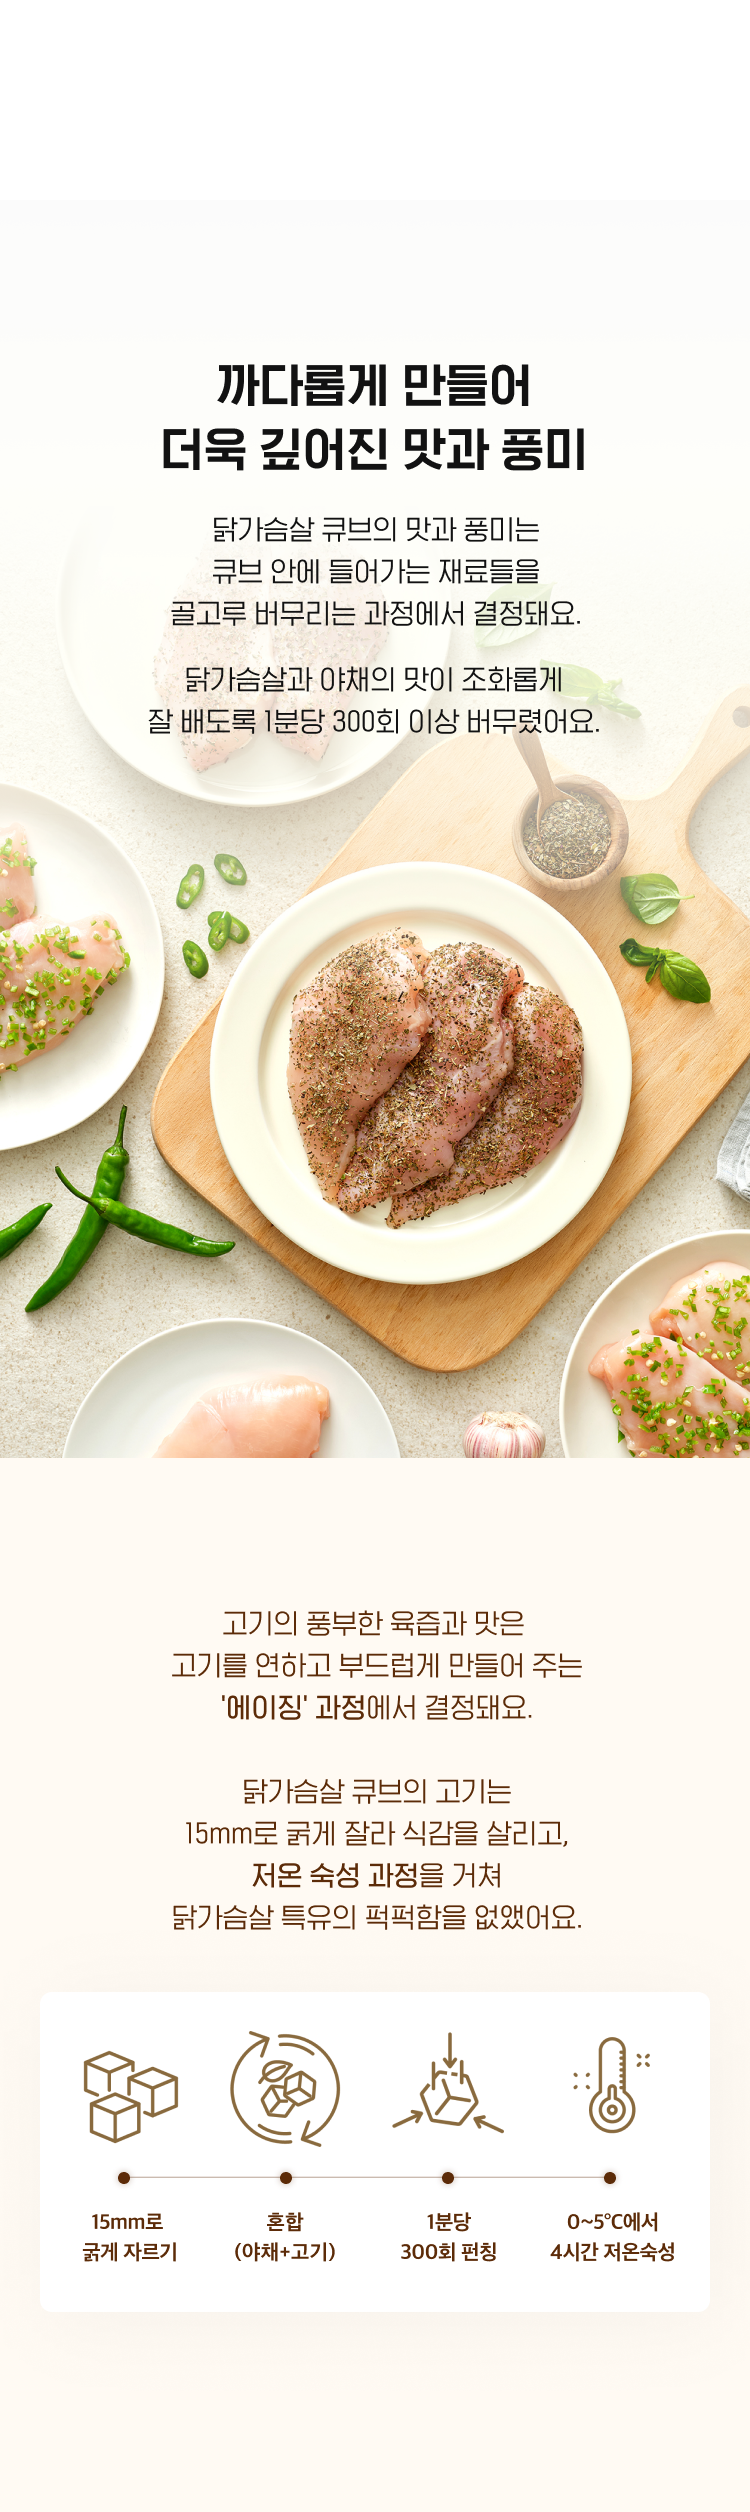 까다롭게 만들어
더욱 깊어진 맛과 풍미
닭가슴살 큐브의 맛과 풍미는
큐브 안에 들어가는 재료들을
골고루 버무리는 과정에서 결정돼요.
닭가슴살과 야채의 맛이 조화롭게
잘 배도록 1분당 300회 이상 버무렸어요.
고기의 풍부한 육즙과 맛은
고기를 연하고 부드럽게 만들어 주는
'에이징' 과정에서 결정돼요.
닭가슴살 큐브의 고기는
15mm로 굵게 잘라 식감을 살리고,
저온 숙성 과정을 거쳐
닭가슴살 특유의 퍽퍽함을 없앴어요.
15mm로
굵게 자르기
혼합
(야채+고기)
1분당
300회 펀칭
0~5℃에서
4시간 저온숙성